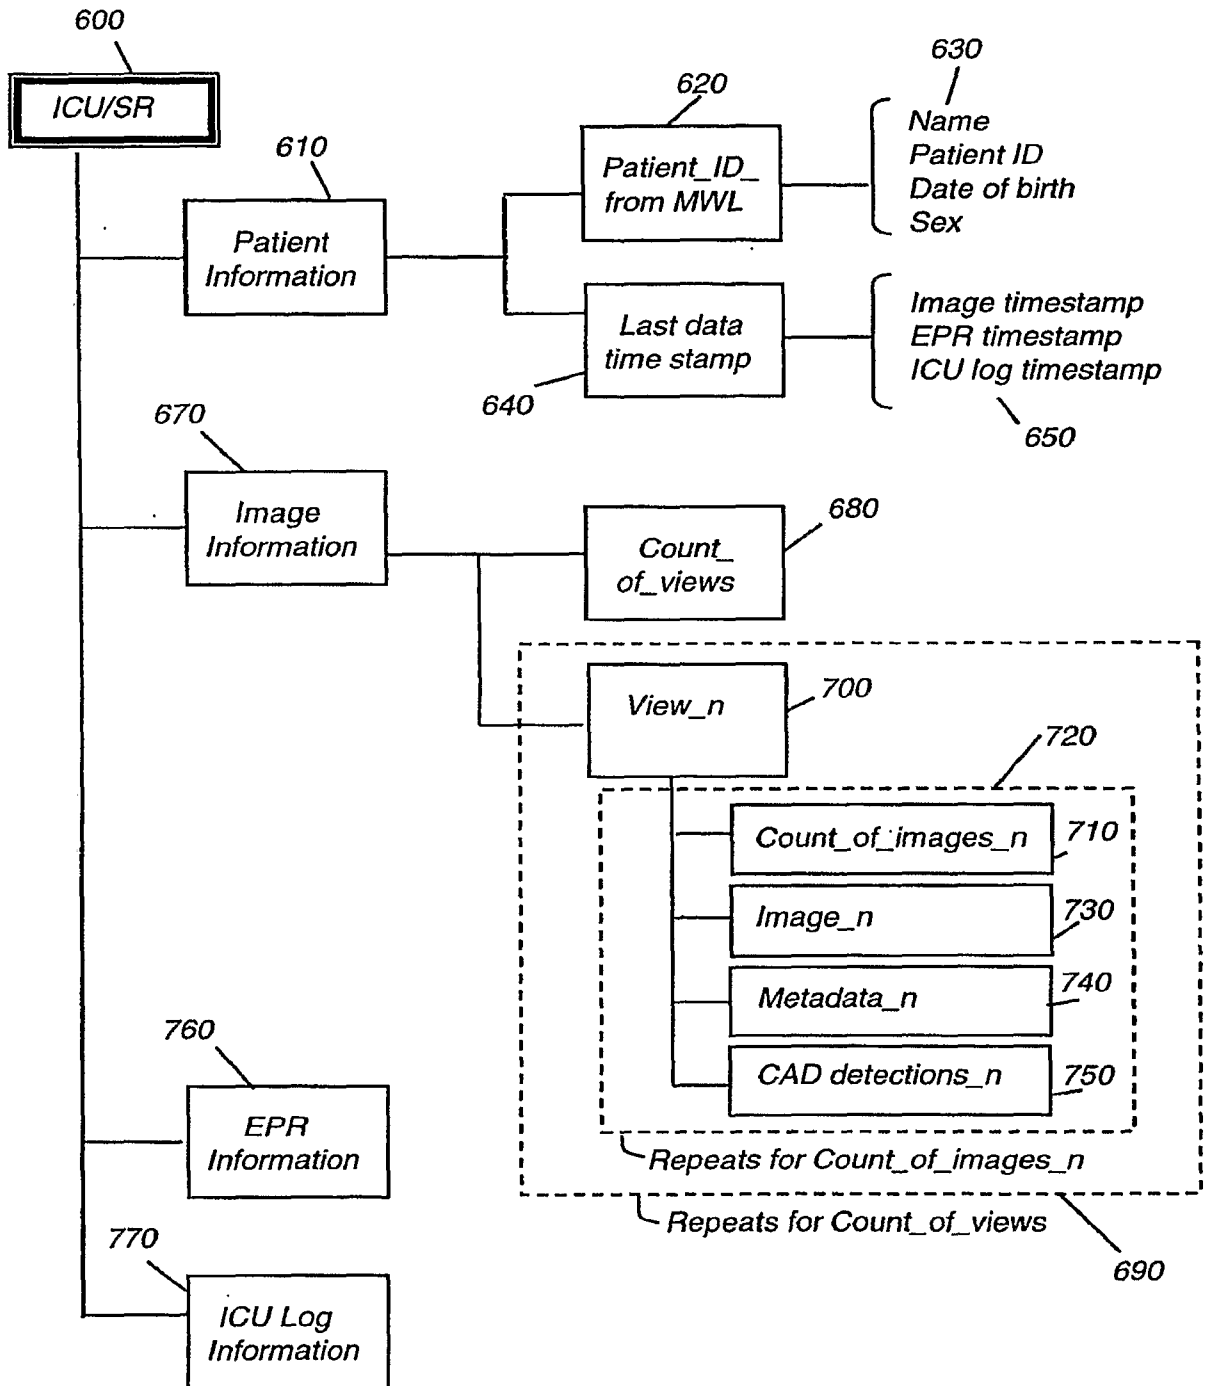 600
ICU/SR
610
Patient
Information
620
Patient_ID_
from MWL
630
Name
Patient ID
Date of birth
Sex
Last data
time stamp
640
Image timestamp
EPR timestamp
ICU log timestamp
650
670
Image
Information
680
Count_
of_views
View_n
700
720
Count_of_images_n
710
Image_n
730
Metadata_n
740
CAD detections_n
750
Repeats for Count_of_images_n
Repeats for Count_of_views
690
760
EPR
Information
770
ICU Log
Information